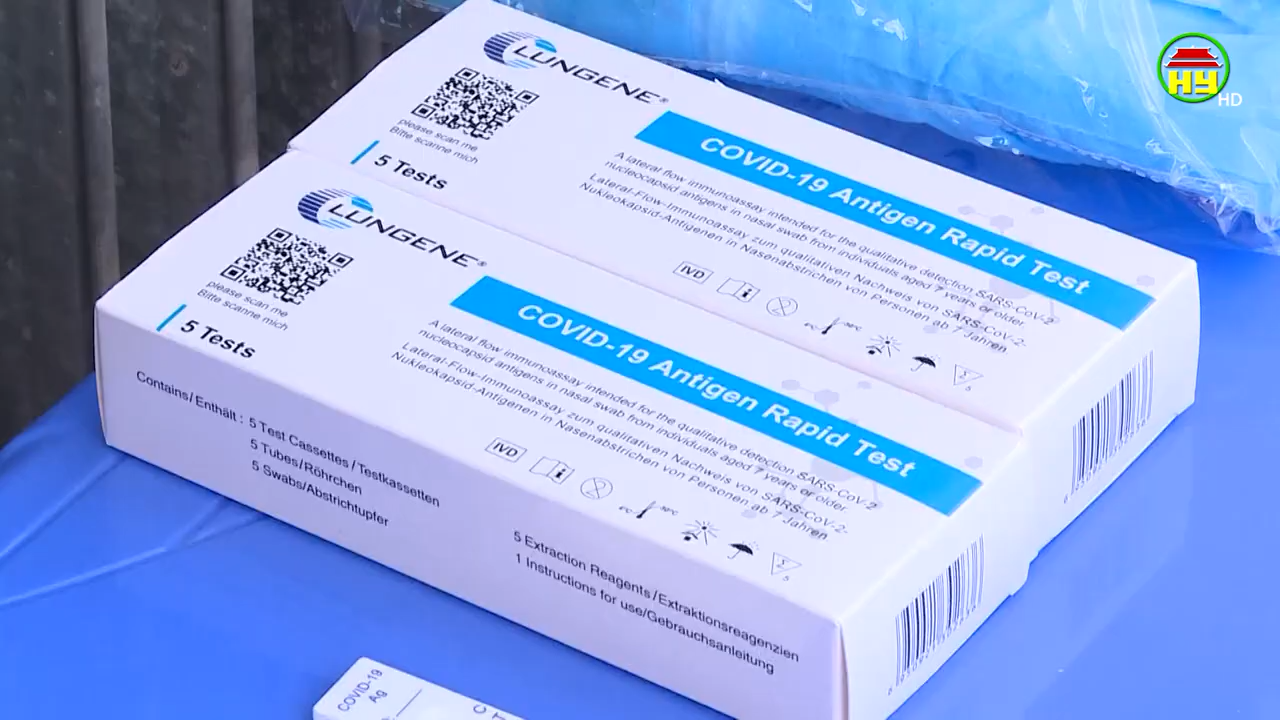 CLUNGENE®
please scan me
Bitte scanne mich
5 Tests
COVID-19 Antigen Rapid Test
A lateral flow immunoassay intended for the qualitative detection SARS-CoV-2
nucleocapsid antigens in nasal swab from individuals aged 7 years or older
Lateral-Flow-Immunoassay zum qualitativen Nachweis von SARS-CoV-2-
Nukleokapsid-Antigenen in Nasenabstrichen von Personen ab 7 Jahren
IVD
CLUNGENE®
please scan me
Bitte scanne mich
5 Tests
COVID-19 Antigen Rapid Test
A lateral flow immunoassay intended for the qualitative detection SARS-CoV-2
nucleocapsid antigens in nasal swab from individuals aged 7 years or older
Lateral-Flow-Immunoassay zum qualitativen Nachweis von SARS-CoV-2-
Nukleokapsid-Antigenen in Nasenabstrichen von Personen ab 7 Jahren
IVD
Contains/Enthält : 5 Test Cassettes/Testkassetten
5 Tubes/Röhrchen
5 Swabs/Abstrichtupfer
5 Extraction Reagents/Extraktionsreagenzien
1 Instructions for use/Gebrauchsanleitung
COVID-19
Ag
C
T
HY
HD